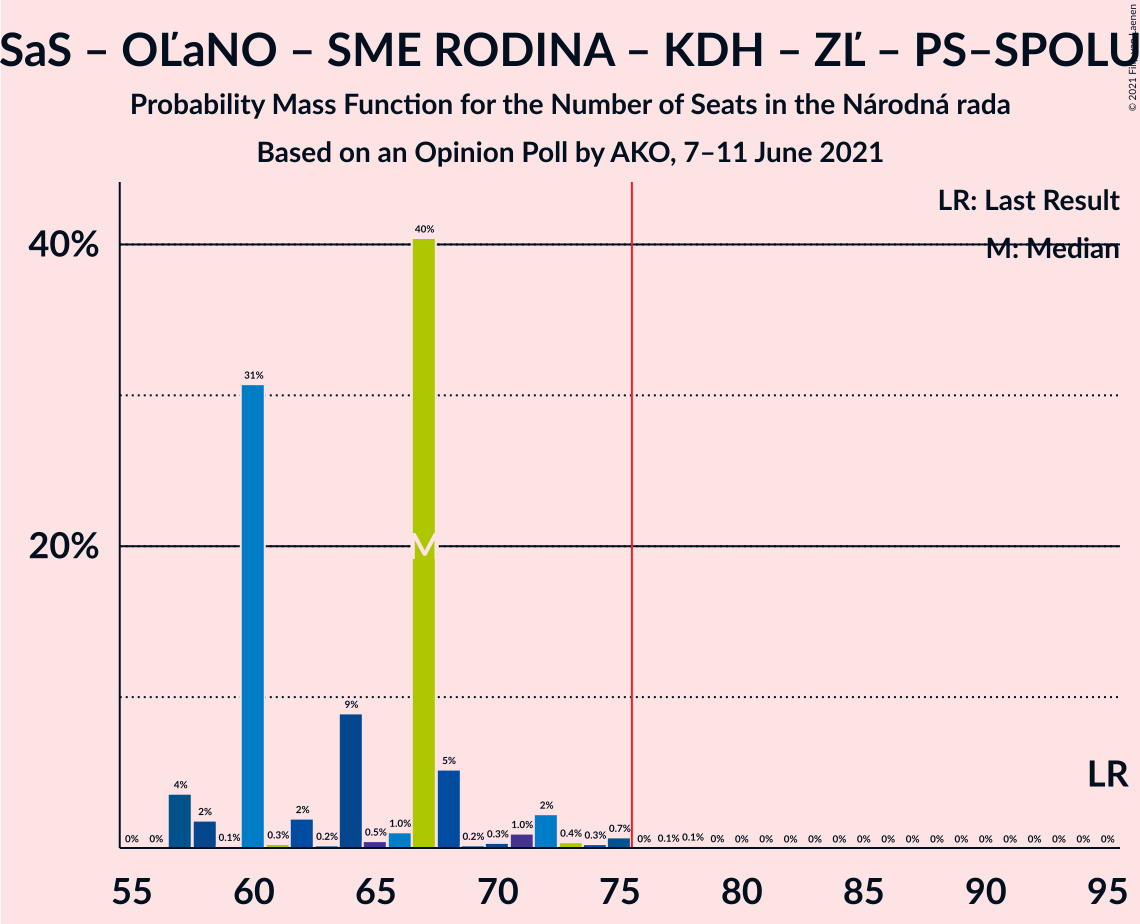 SaS – OĽaNO – SME RODINA – KDH – ZĽ – PS–SPOLU
Probability Mass Function for the Number of Seats in the Národná rada
Based on an Opinion Poll by AKO, 7–11 June 2021
© 2021 Filip van Laenen
LR: Last Result
M: Median
40%
20%
0% 0% 4% 2% 0.1% 31% 0.3% 2% 0.2% 9% 0.5% 1.0% 40% 5% 0.2% 0.3% 1.0% 2% 0.4% 0.3% 0.7% 0% 0.1% 0.1% 0% 0% 0% 0% 0% 0% 0% 0% 0% 0% 0% 0% 0% 0% 0% 0% 0%
M
LR
55 60 65 70 75 80 85 90 95